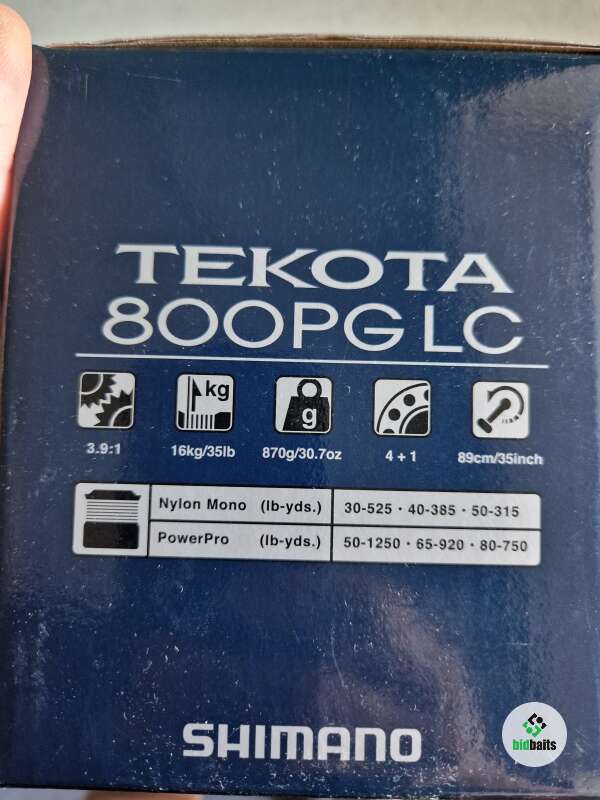 TEKOTA
800PG LC
kg
g
3.9:1 16kg/35lb 870g/30.7oz 4 + 1 89cm/35inch
Nylon Mono (lb-yds.) 30-525 · 40-385 · 50-315
PowerPro (lb-yds.) 50-1250 · 65-920 · 80-750
SHIMANO
bidbaits